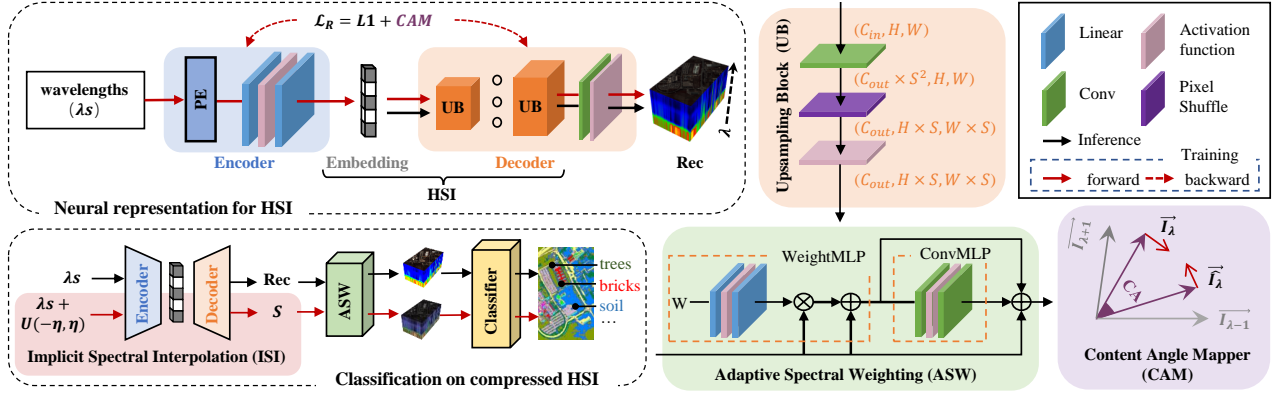 ℒ_R = L1 + CAM
wavelengths
(λs)
PE
Encoder
Embedding
UB
UB
Decoder
HSI
λ
Rec
Neural representation for HSI
Upsampling Block (UB)
(C_in, H, W)
(C_out × S², H, W)
(C_out, H × S, W × S)
(C_out, H × S, W × S)
Linear
Activation
function
Conv
Pixel
Shuffle
Inference
Training
forward
backward
λs
λs +
U(−η, η)
Encoder
Decoder
Rec
S
Implicit Spectral Interpolation (ISI)
ASW
Classifier
trees
bricks
soil
...
Classification on compressed HSI
W
WeightMLP
ConvMLP
Adaptive Spectral Weighting (ASW)
I_{λ+1}
I_λ
Î_λ
CA
I_{λ−1}
Content Angle Mapper
(CAM)